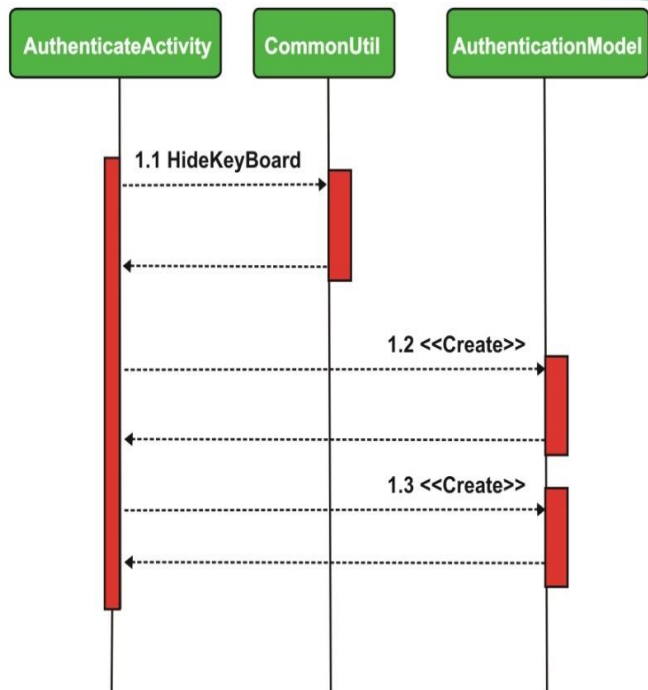 AuthenticateActivity
CommonUtil
AuthenticationModel
1.1 HideKeyBoard
1.2 <<Create>>
1.3 <<Create>>